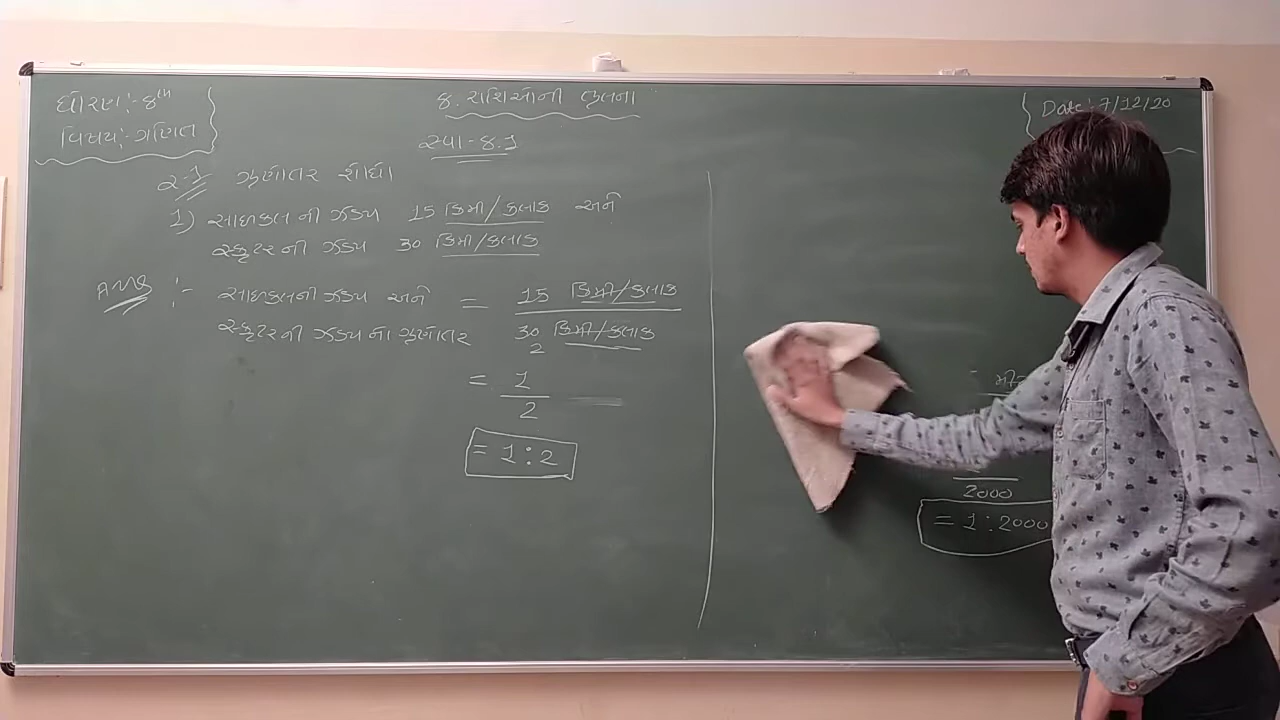 ધોરણ:- 8th
વિષય:- ગણિત
8. રાશિઓની તુલના
સ્વા-8.1
Date: 7/12/20
2-1 ગુણોત્તર શોધો
1) સાઇકલ ની ઝડપ 15 કિમી/કલાક અને
સ્કૂટર ની ઝડપ 30 કિમી/કલાક
Ans :- સાઇકલની ઝડપ અને = 15 કિમી/કલાક
સ્કૂટર ની ઝડપ નો ગુણોત્તર 30 કિમી/કલાક
2
= 1
2
= 1:2
2000
= 1:2000